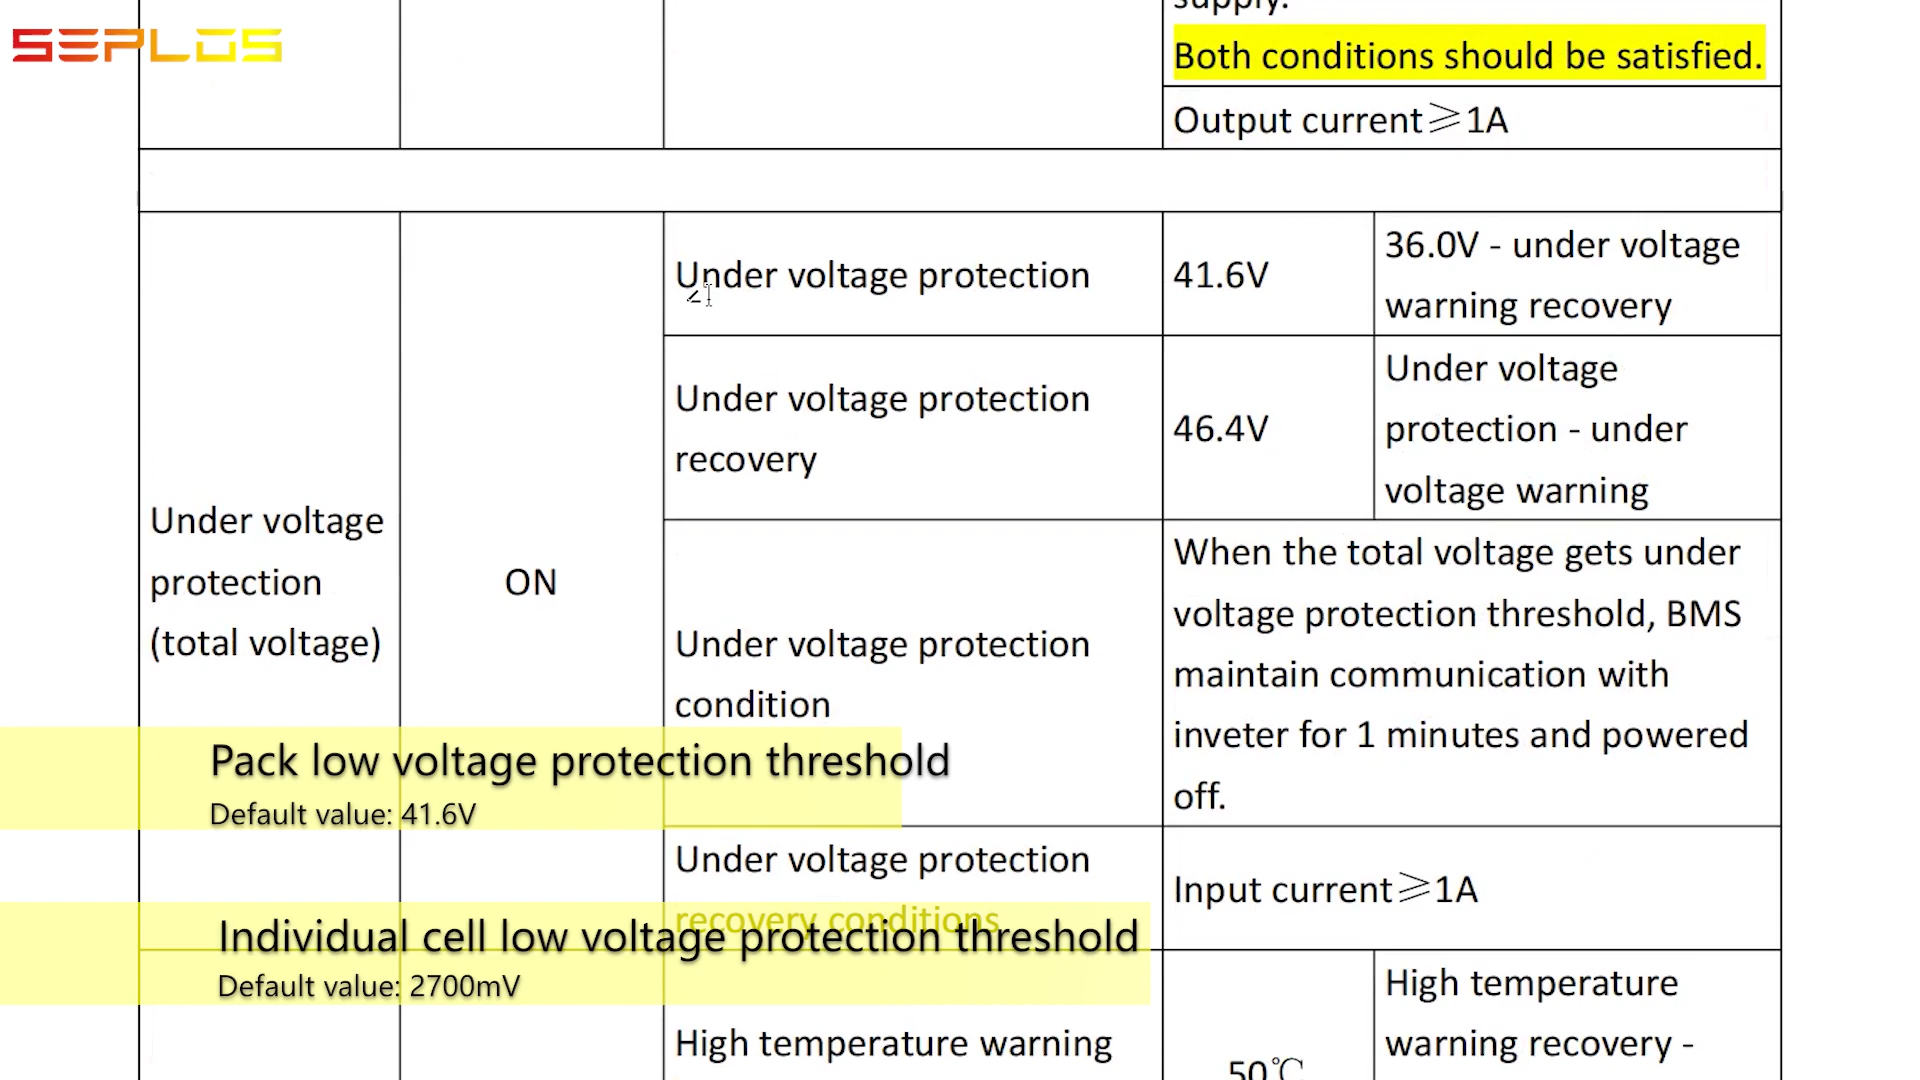 SEPLOS
supply.
Both conditions should be satisfied.
Output current⩾1A
Under voltage
protection
(total voltage)
ON
Under voltage protection
41.6V
36.0V - under voltage
warning recovery
Under voltage protection
recovery
46.4V
Under voltage
protection - under
voltage warning
Under voltage protection
condition
When the total voltage gets under
voltage protection threshold, BMS
maintain communication with
inveter for 1 minutes and powered
off.
Under voltage protection
recovery conditions
Input current⩾1A
High temperature warning
50℃
High temperature
warning recovery -
Pack low voltage protection threshold
Default value: 41.6V
Individual cell low voltage protection threshold
Default value: 2700mV